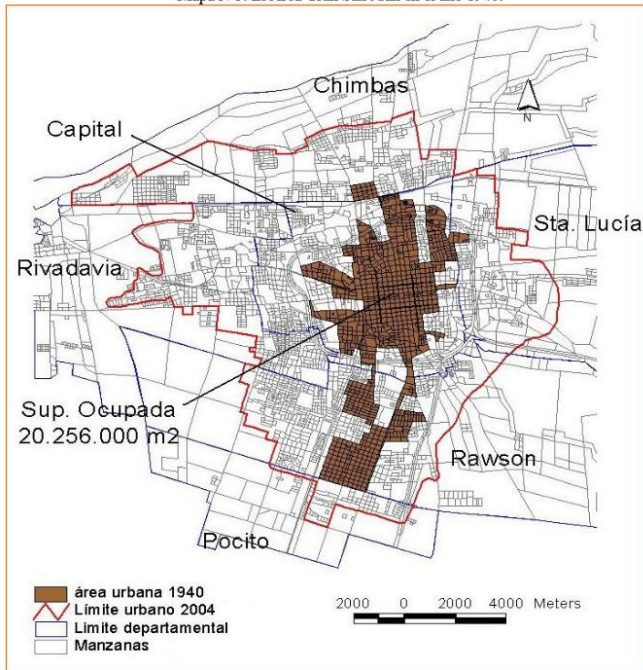 Chimbas
Capital
N
Sta. Lucía
Rivadavia
Sup. Ocupada
20.256.000 m2
Rawson
Pocito
área urbana 1940
Límite urbano 2004
Limite departamental
Manzanas
2000 0 2000 4000 Meters